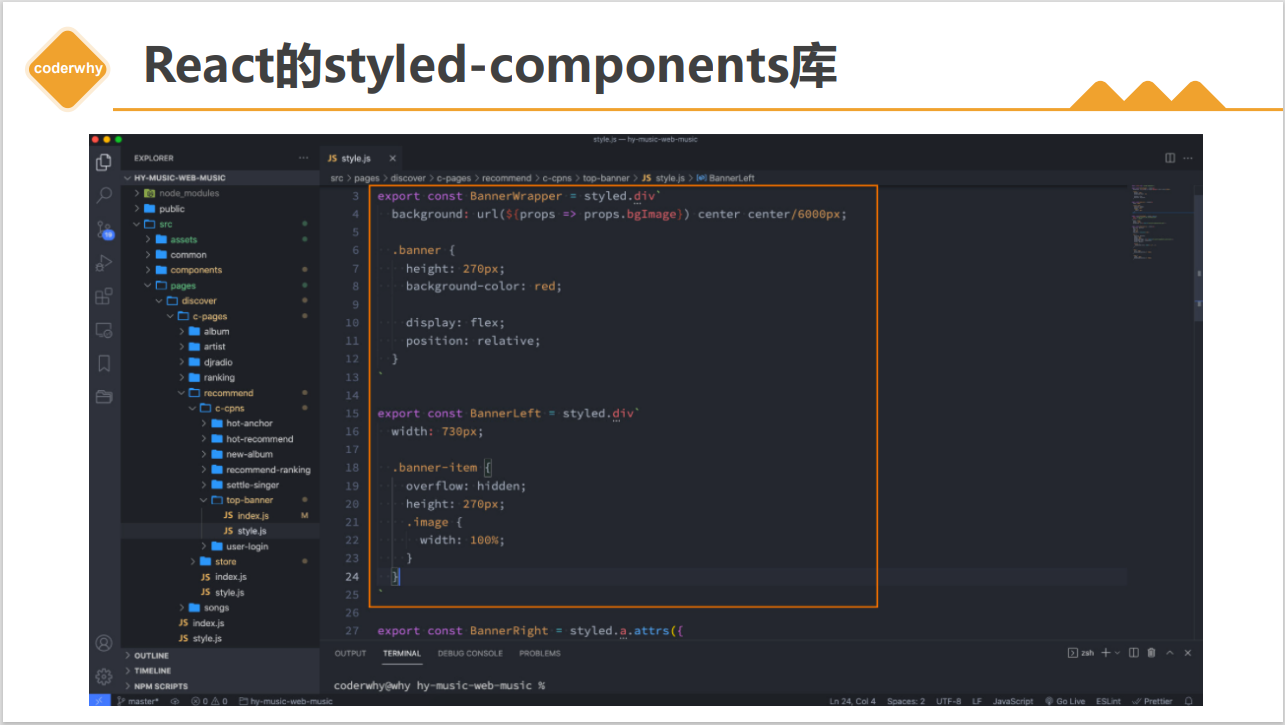 coderwhy
React的styled-components库
style.js — hy-music-web-music
EXPLORER
HY-MUSIC-WEB-MUSIC
node_modules
public
src
assets
common
components
pages
discover
c-pages
album
artist
djradio
ranking
recommend
c-cpns
hot-anchor
hot-recommend
new-album
recommend-ranking
settle-singer
top-banner
JS index.js M
JS style.js
user-login
store
JS index.js
JS style.js
songs
JS index.js
JS style.js
OUTLINE
TIMELINE
NPM SCRIPTS
JS style.js ×
src > pages > discover > c-pages > recommend > c-cpns > top-banner > JS style.js > BannerLeft
3 export const BannerWrapper = styled.div`
4 background: url(${props => props.bgImage}) center center/6000px;
5
6 .banner {
7 height: 270px;
8 background-color: red;
9
10 display: flex;
11 position: relative;
12 }
13 `
14
15 export const BannerLeft = styled.div`
16 width: 730px;
17
18 .banner-item {
19 overflow: hidden;
20 height: 270px;
21 .image {
22 width: 100%;
23 }
24 }
25 `
26
27 export const BannerRight = styled.a.attrs({
OUTPUT TERMINAL DEBUG CONSOLE PROBLEMS zsh
coderwhy@why hy-music-web-music %
master* 0 0 hy-music-web-music Ln 24, Col 4 Spaces: 2 UTF-8 LF JavaScript Go Live ESLint Prettier